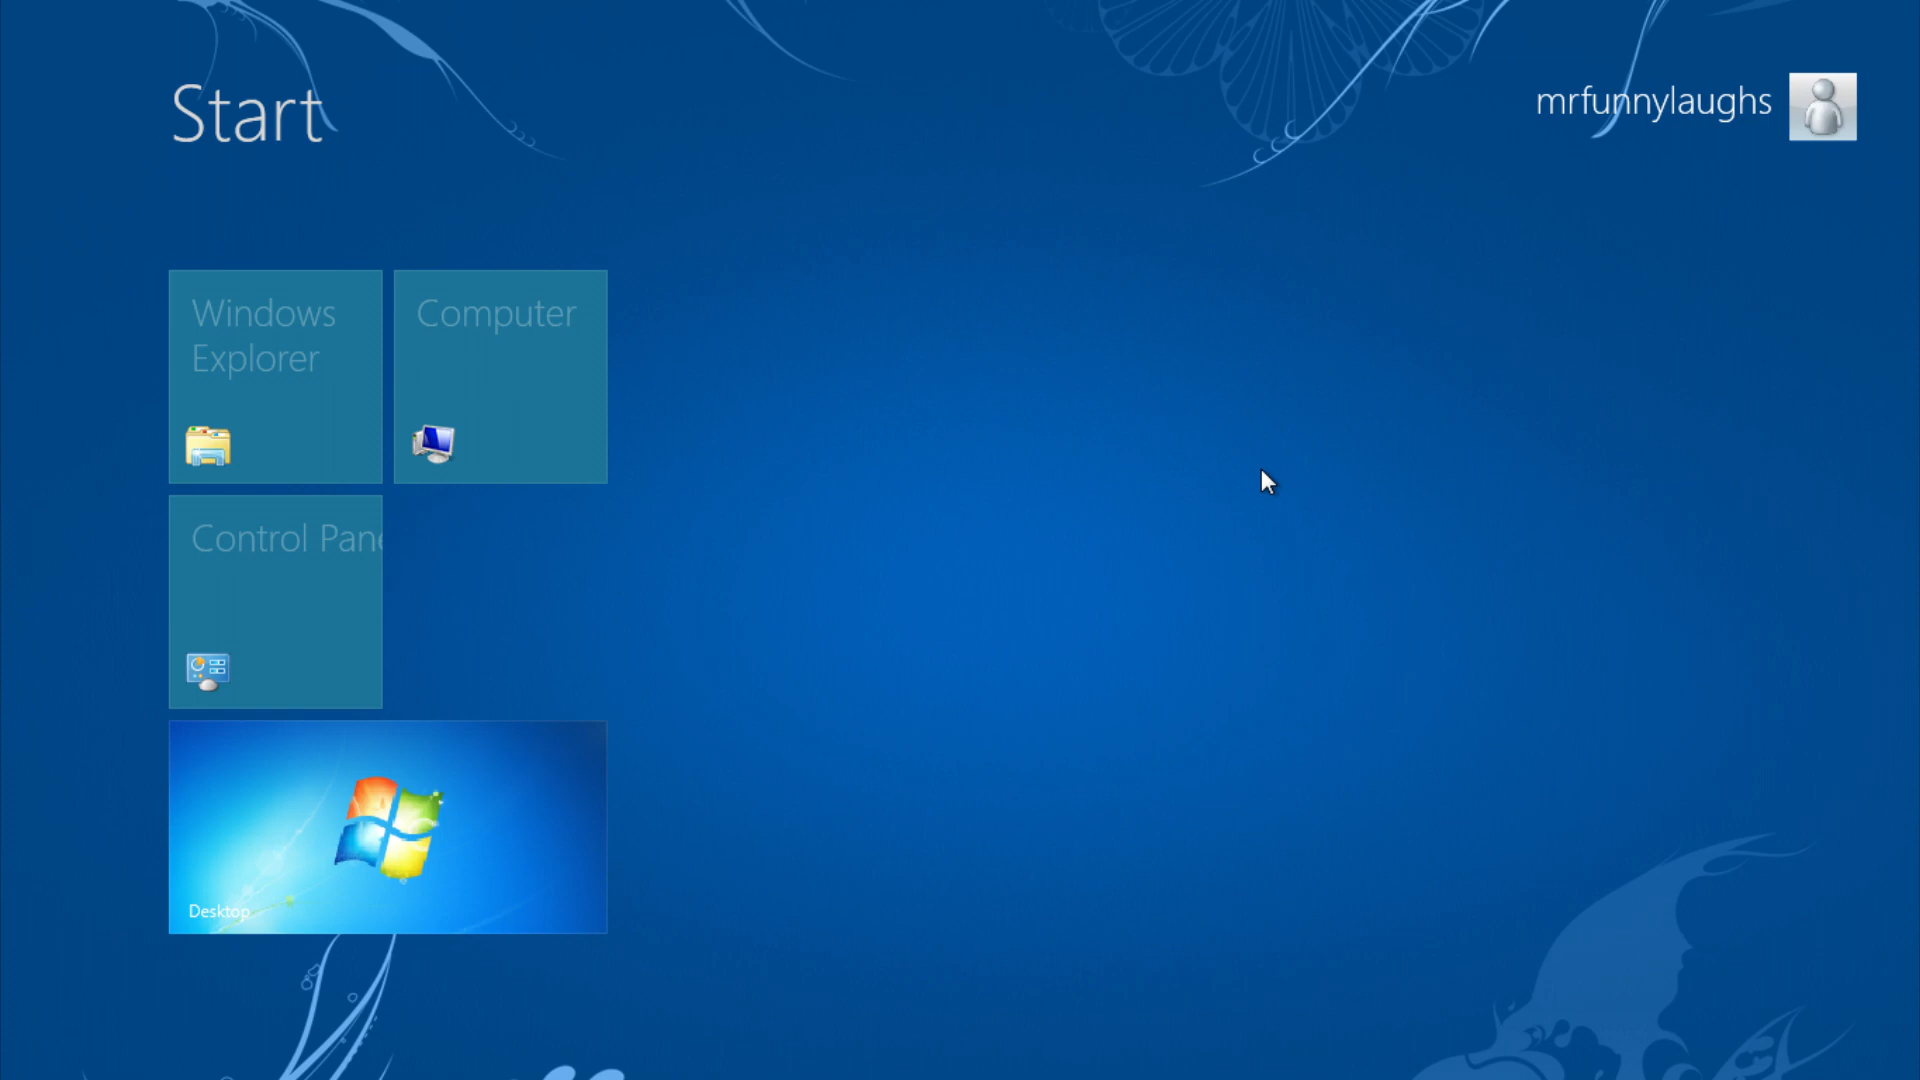 Start
mrfunnylaughs
Windows
Explorer
Computer
Control Pane
Desktop